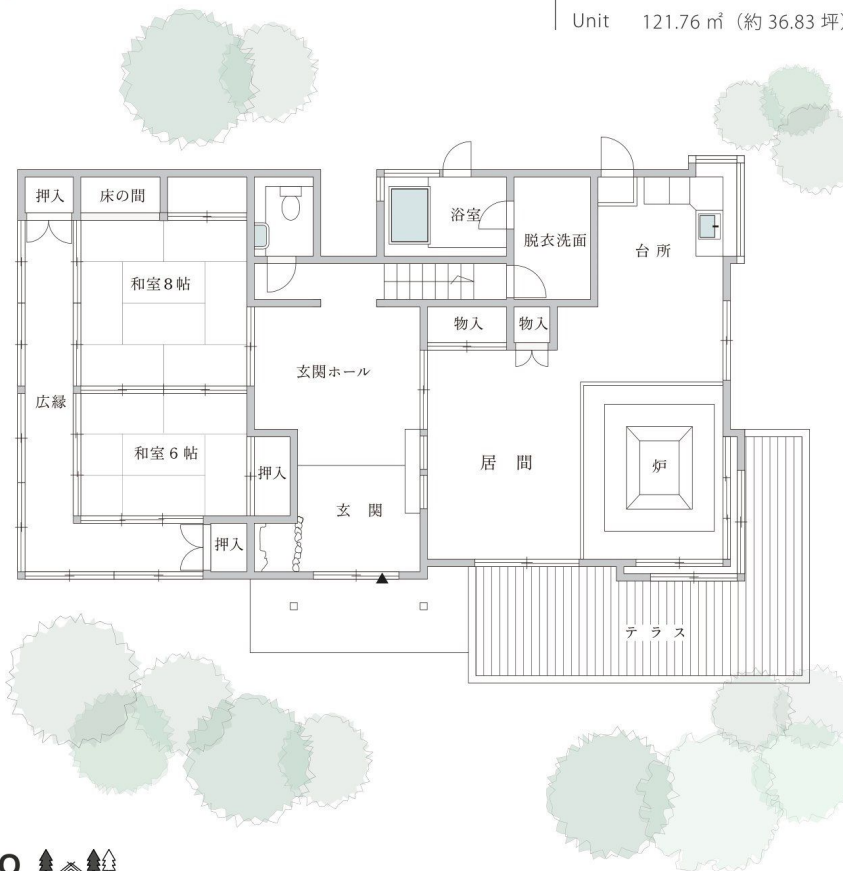 Unit 121.76 ㎡（約 36.83 坪）
押入
床の間
浴室
脱衣洗面
台所
和室8帖
物入
物入
玄関ホール
広縁
和室6帖
押入
居間
炉
玄関
押入
テラス